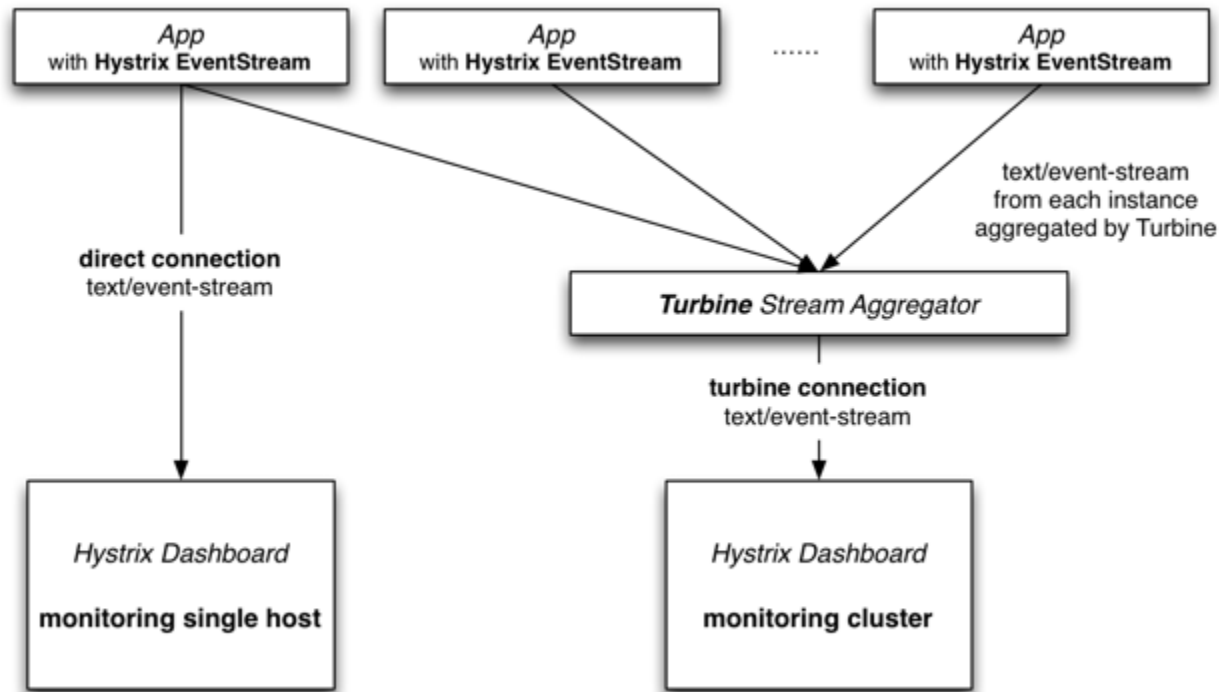 App
with Hystrix EventStream
App
with Hystrix EventStream
......
App
with Hystrix EventStream
text/event-stream
from each instance
aggregated by Turbine
direct connection
text/event-stream
Turbine Stream Aggregator
turbine connection
text/event-stream
Hystrix Dashboard
monitoring single host
Hystrix Dashboard
monitoring cluster